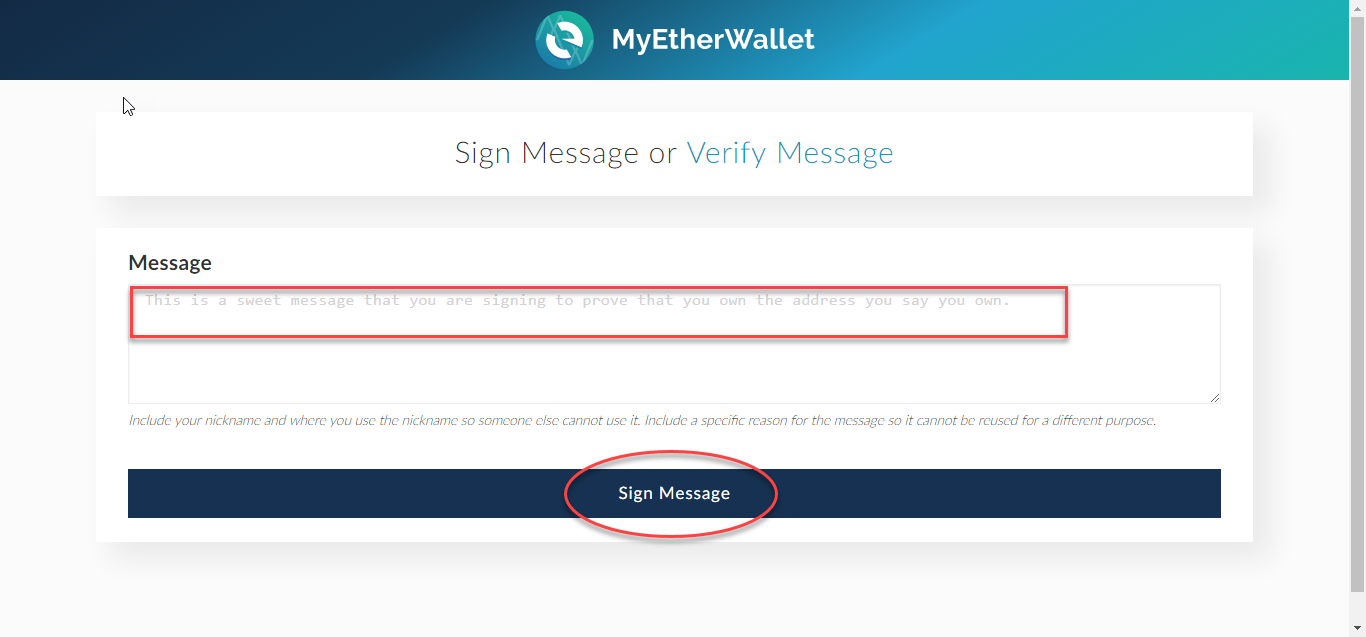 MyEtherWallet
Sign Message or Verify Message
Message
This is a sweet message that you are signing to prove that you own the address you say you own.
Include your nickname and where you use the nickname so someone else cannot use it. Include a specific reason for the message so it cannot be reused for a different purpose.
Sign Message